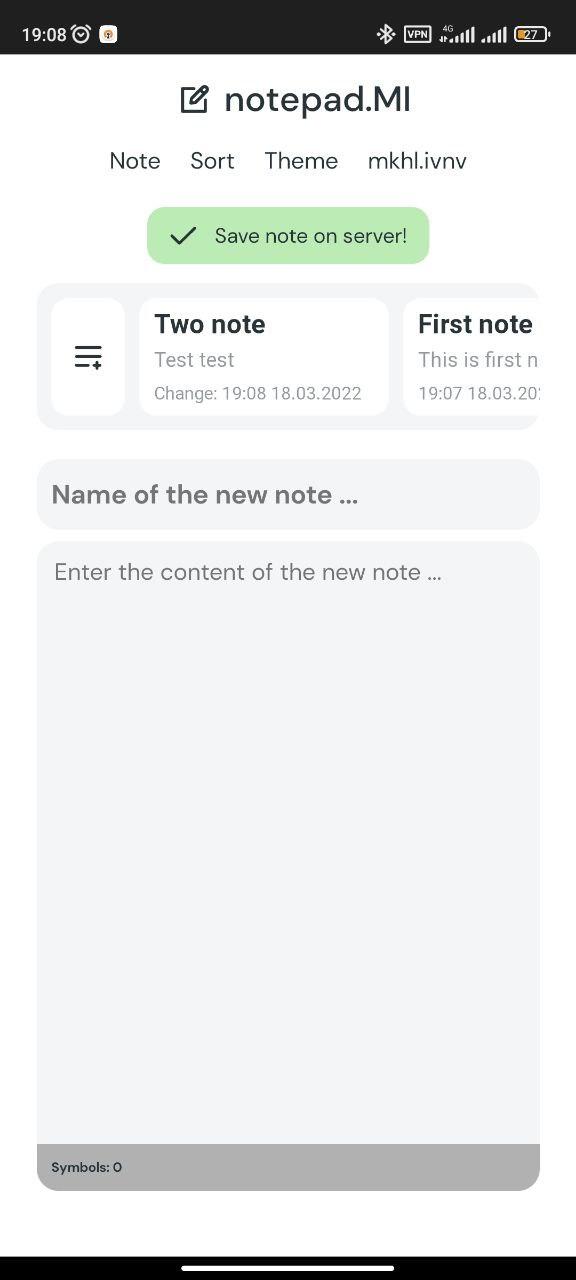 19:08 VPN 4G 27
notepad.MI
Note Sort Theme mkhl.ivnv
Save note on server!
Two note
Test test
Change: 19:08 18.03.2022
First note
This is first n
19:07 18.03.20
Name of the new note ...
Enter the content of the new note ...
Symbols: 0